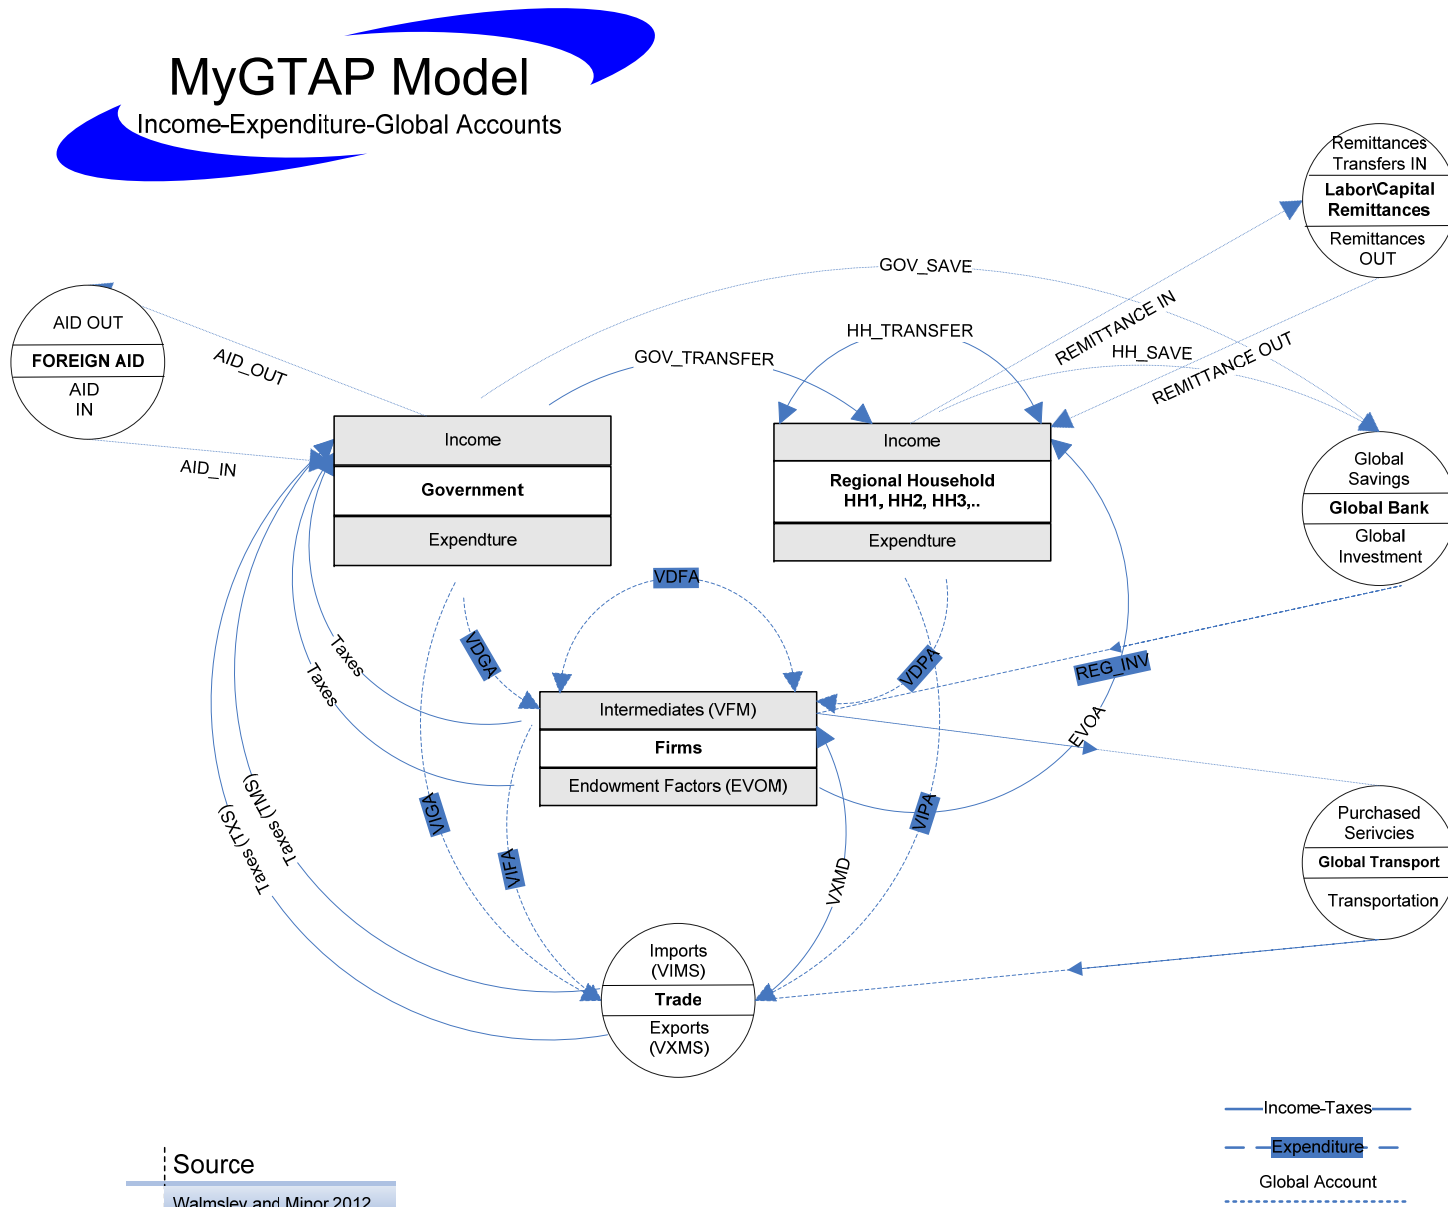 MyGTAP Model
Income-Expenditure-Global Accounts
Remittances
Transfers IN
Labor\Capital
Remittances
Remittances
OUT
GOV_SAVE
REMITTANCE IN
HH_TRANSFER
HH_SAVE
REMITTANCE OUT
GOV_TRANSFER
AID OUT
FOREIGN AID
AID
IN
AID_OUT
AID_IN
Income
Government
Expendture
Income
Regional Household
HH1, HH2, HH3,..
Expendture
Global
Savings
Global Bank
Global
Investment
VDFA
VDGA
VDPA
REG_INV
Taxes
Taxes
EVOA
Intermediates (VFM)
Firms
Endowment Factors (EVOM)
Taxes (TMS)
Taxes (TXS)
VIGA
VIFA
VIPA
VXMD
Purchased
Serivcies
Global Transport
Transportation
Imports
(VIMS)
Trade
Exports
(VXMS)
Income-Taxes
Expenditure
Global Account
Source
Walmsley and Minor 2012